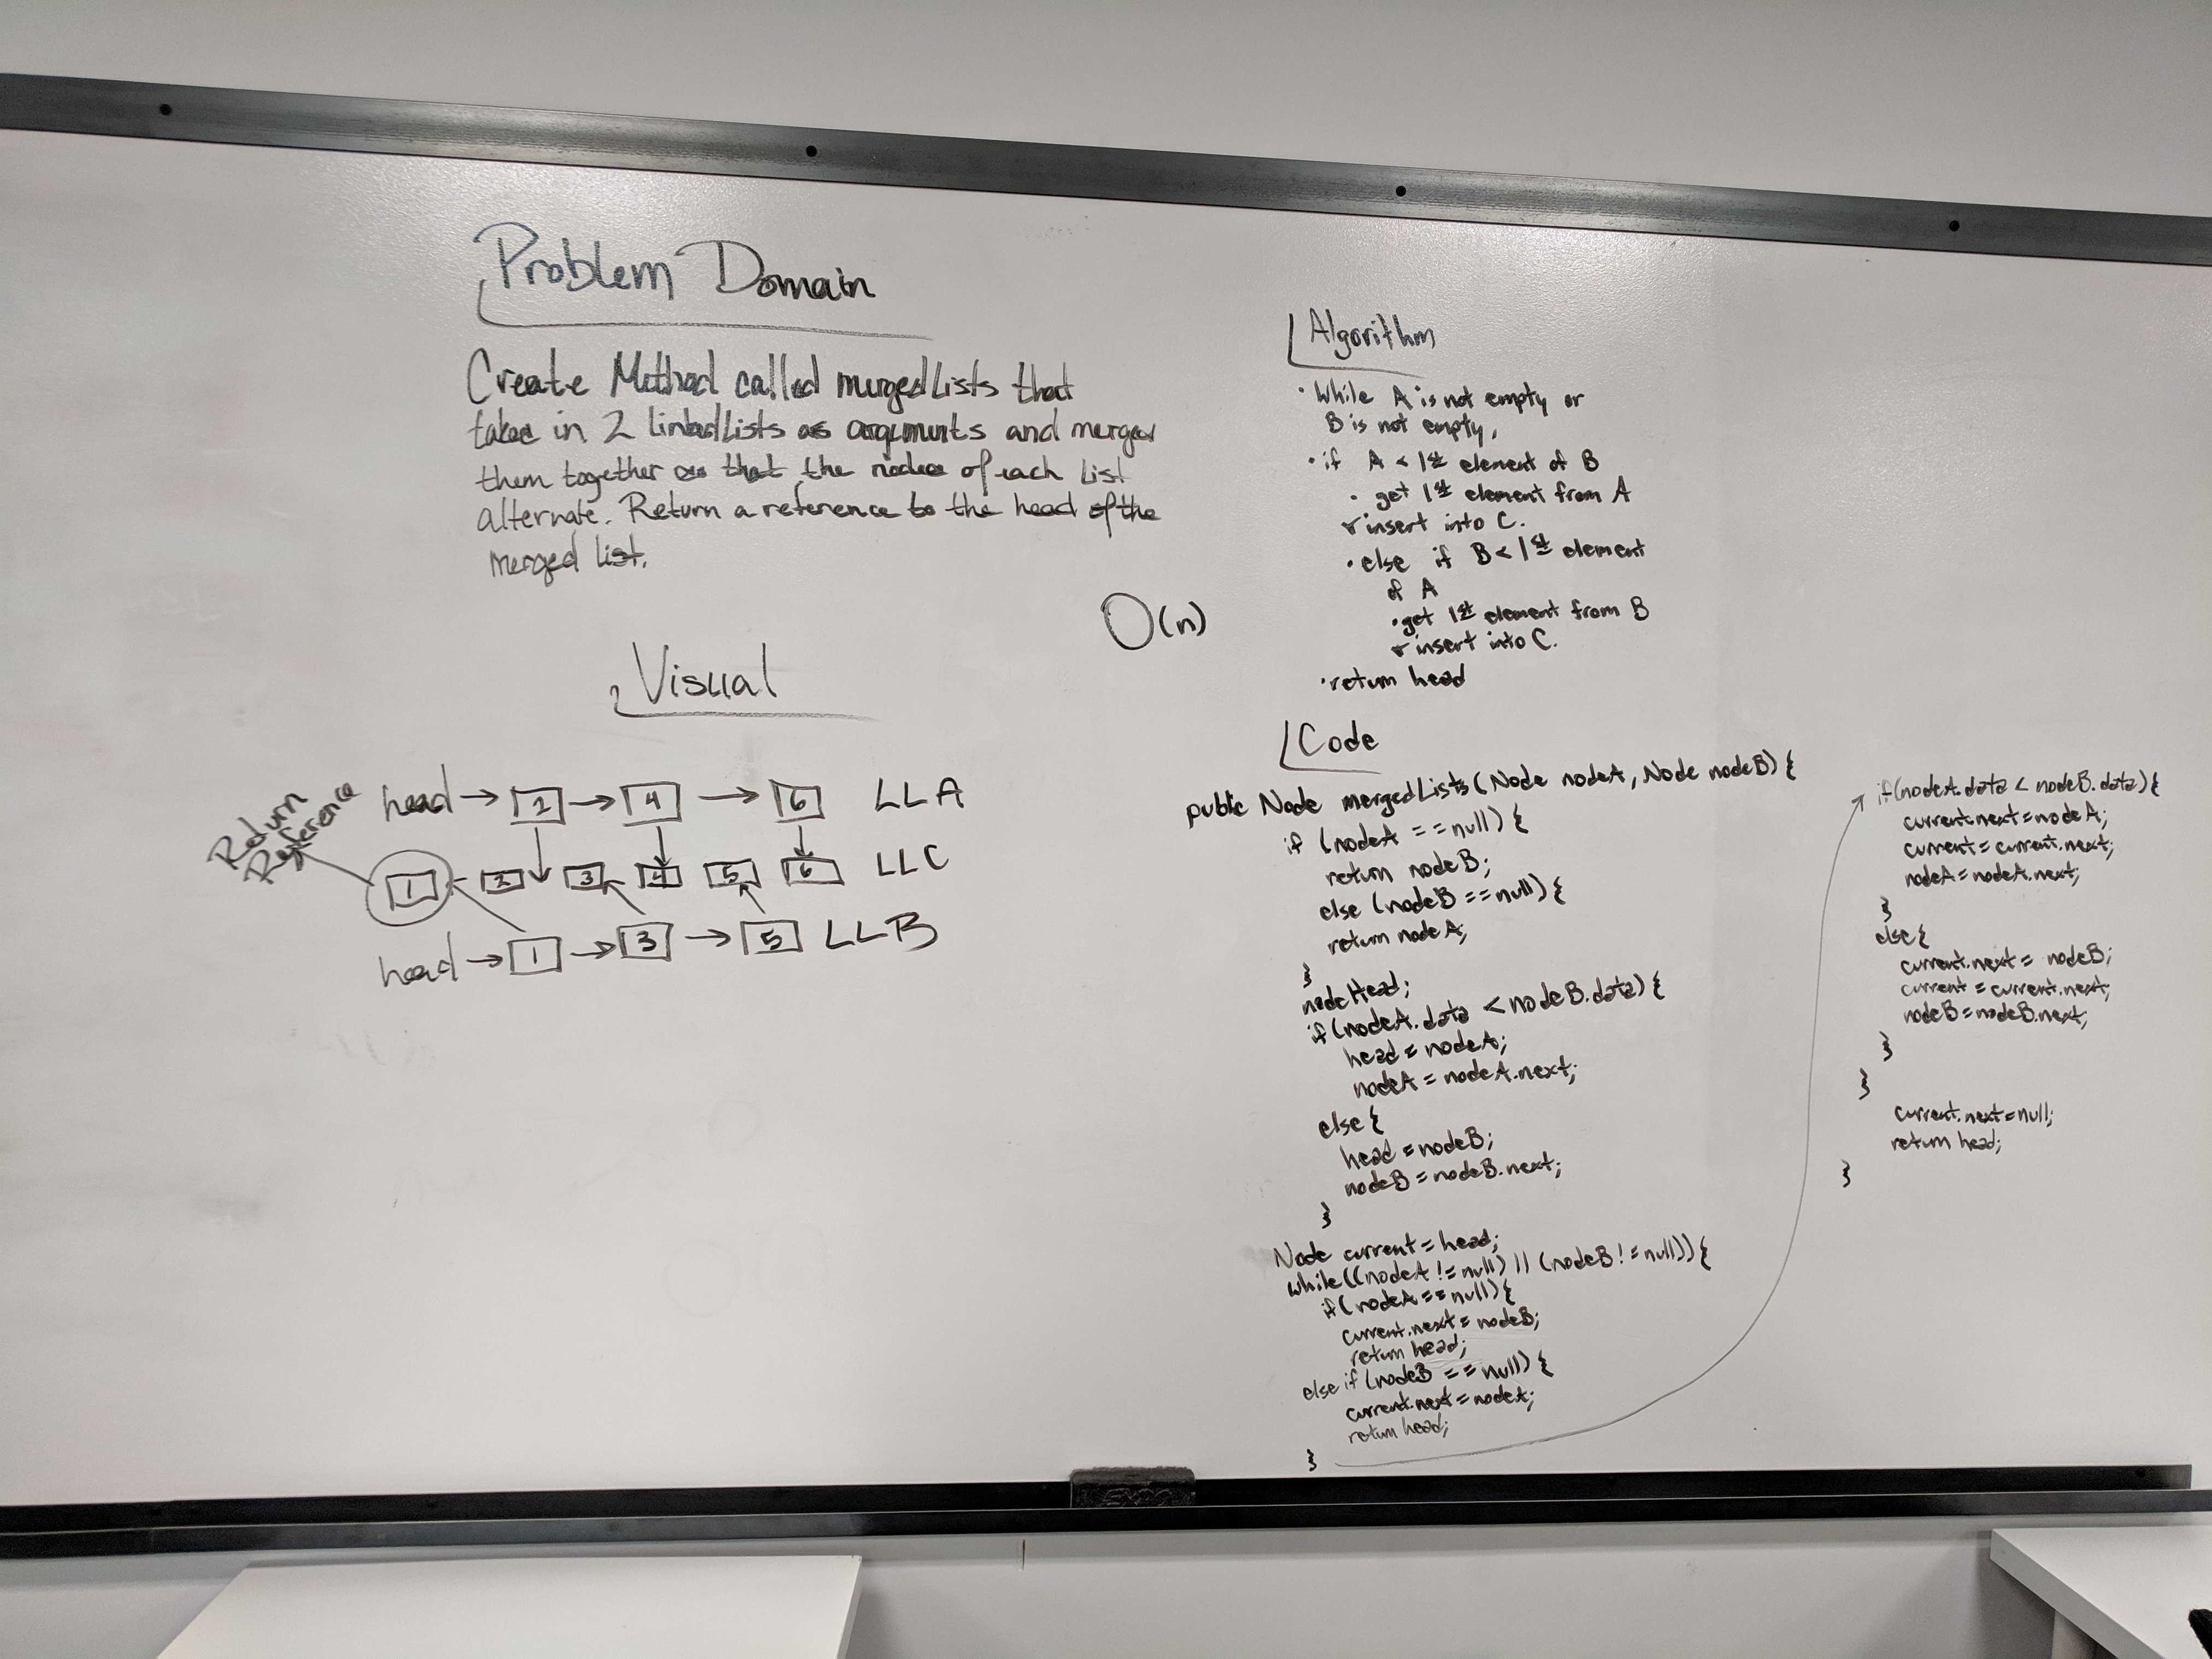 Problem Domain
Create Method called mergedLists that
takes in 2 linkedLists as arguments and merges
them together so that the nodes of each List
alternate. Return a reference to the head of the
merged list.
O(n)
Visual
Return
Reference
head → 2 → 4 → 6 LLA
1 2 3 4 5 6 LLC
head → 1 → 3 → 5 LLB
Algorithm
• While A is not empty or
B is not empty,
• if A < 1st element of B
• get 1st element from A
insert into C.
• else if B < 1st element
of A
• get 1st element from B
insert into C.
• return head
Code
public Node mergedLists(Node nodeA, Node nodeB){
if (nodeA == null) {
return nodeB;
else (nodeB == null) {
return nodeA;
}
nodeHead;
if(nodeA.data < nodeB.data) {
head = nodeA;
nodeA = nodeA.next;
else {
head = nodeB;
nodeB = nodeB.next;
}
Node current = head;
while((nodeA != null) || (nodeB != null)) {
if(nodeA == null) {
current.next = nodeB;
return head;
else if (nodeB == null) {
current.next = nodeA;
return head;
}
if(nodeA.data < nodeB.data) {
current.next = nodeA;
current = current.next;
nodeA = nodeA.next;
}
else {
current.next = nodeB;
current = current.next;
nodeB = nodeB.next;
}
}
current.next = null;
return head;
}
EXPO